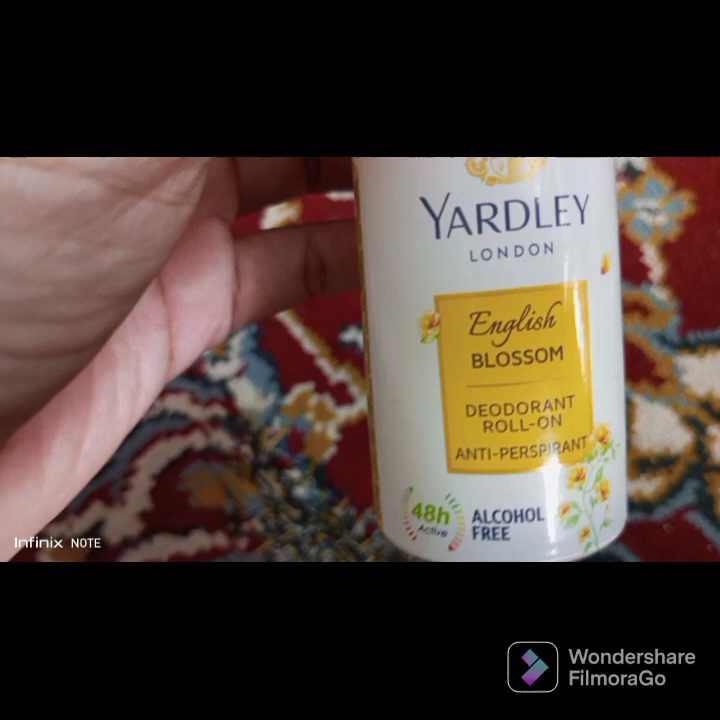 YARDLEY
LONDON
English
BLOSSOM
DEODORANT
ROLL-ON
ANTI-PERSPIRANT
48h
Active
ALCOHOL
FREE
Infinix NOTE
Wondershare
FilmoraGo